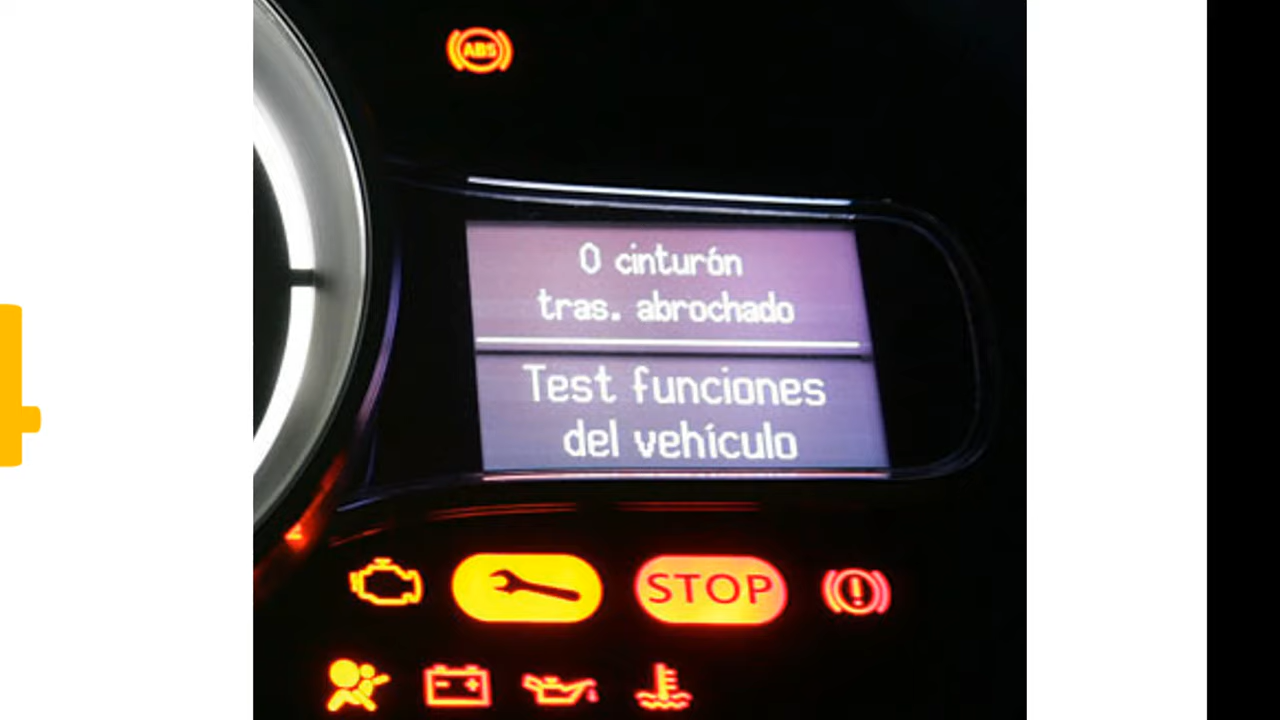 ABS
0 cinturón
tras. abrochado
Test funciones
del vehículo
STOP